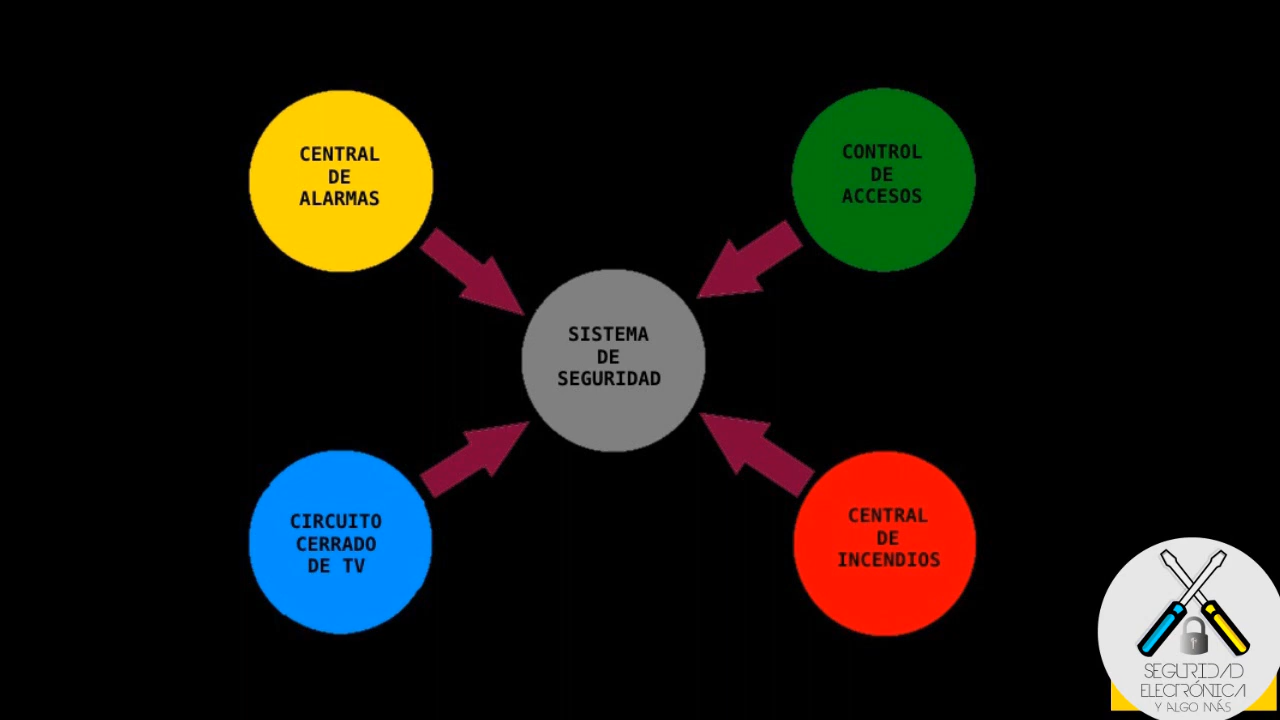 CENTRAL
DE
ALARMAS
CONTROL
DE
ACCESOS
SISTEMA
DE
SEGURIDAD
CIRCUITO
CERRADO
DE TV
CENTRAL
DE
INCENDIOS
SEGURIDAD
ELECTRÓNICA
Y ALGO MÁS